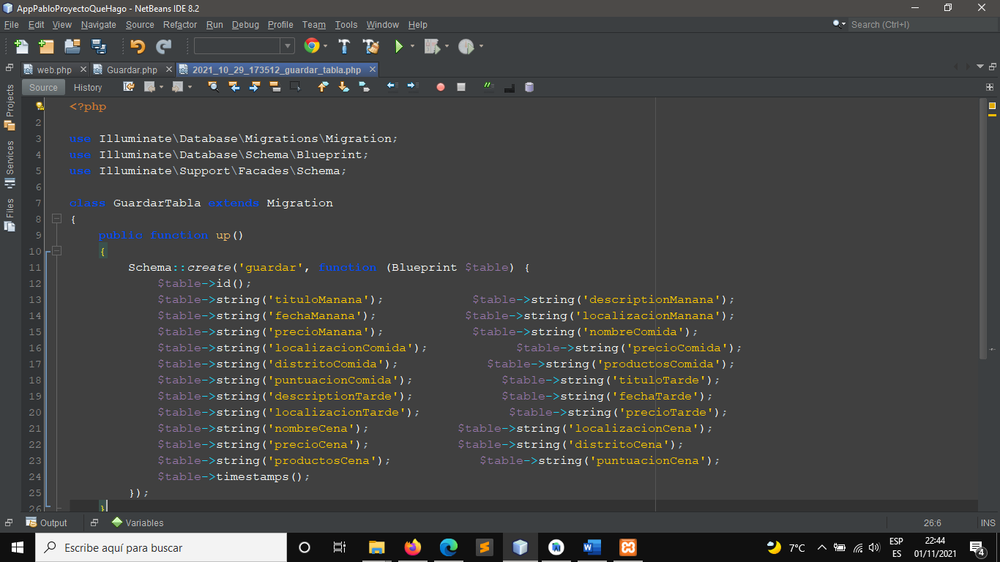 AppPabloProyectoQueHago - NetBeans IDE 8.2
File Edit View Navigate Source Refactor Run Debug Profile Team Tools Window Help
Search (Ctrl+I)
web.php Guardar.php 2021_10_29_173512_guardar_tabla.php
Source History
Projects
Services
Files
<?php
2
3 use Illuminate\Database\Migrations\Migration;
4 use Illuminate\Database\Schema\Blueprint;
5 use Illuminate\Support\Facades\Schema;
6
7 class GuardarTabla extends Migration
8 {
9 public function up()
10 {
11 Schema::create('guardar', function (Blueprint $table) {
12 $table->id();
13 $table->string('tituloManana'); $table->string('descriptionManana');
14 $table->string('fechaManana'); $table->string('localizacionManana');
15 $table->string('precioManana'); $table->string('nombreComida');
16 $table->string('localizacionComida'); $table->string('precioComida');
17 $table->string('distritoComida'); $table->string('productosComida');
18 $table->string('puntuacionComida'); $table->string('tituloTarde');
19 $table->string('descriptionTarde'); $table->string('fechaTarde');
20 $table->string('localizacionTarde'); $table->string('precioTarde');
21 $table->string('nombreCena'); $table->string('localizacionCena');
22 $table->string('precioCena'); $table->string('distritoCena');
23 $table->string('productosCena'); $table->string('puntuacionCena');
24 $table->timestamps();
25 });
26 }
Output Variables
26:6 INS
Escribe aquí para buscar
7°C
ESP
ES
22:44
01/11/2021
4